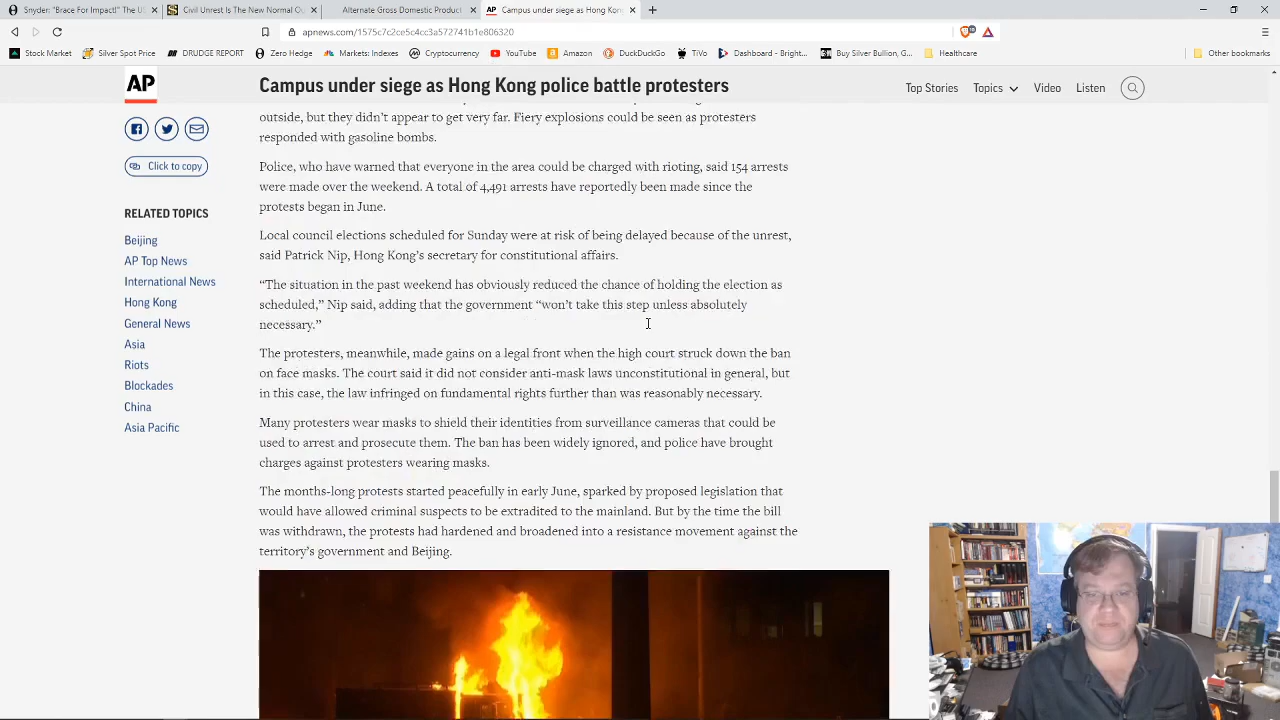 Snyder: "Brace For Impact!" The U
Civil Unrest Is The New Normal Ou
Alternate Gross Domestic Product
Campus under siege as Hong Kong
apnews.com/1575c7c2ce5c4cc3a572741b1e806320
Stock Market
Silver Spot Price
DRUDGE REPORT
Zero Hedge
Markets: Indexes
Cryptocurrency
YouTube
Amazon
DuckDuckGo
TiVo
Dashboard - Bright...
Buy Silver Bullion, G...
Healthcare
Other bookmarks
AP
Campus under siege as Hong Kong police battle protesters
Top Stories
Topics
Video
Listen
outside, but they didn't appear to get very far. Fiery explosions could be seen as protesters
responded with gasoline bombs.
Click to copy
Police, who have warned that everyone in the area could be charged with rioting, said 154 arrests
were made over the weekend. A total of 4,491 arrests have reportedly been made since the
protests began in June.
RELATED TOPICS
Beijing
AP Top News
International News
Hong Kong
General News
Asia
Riots
Blockades
China
Asia Pacific
Local council elections scheduled for Sunday were at risk of being delayed because of the unrest,
said Patrick Nip, Hong Kong's secretary for constitutional affairs.
“The situation in the past weekend has obviously reduced the chance of holding the election as
scheduled,” Nip said, adding that the government “won't take this step unless absolutely
necessary.”
The protesters, meanwhile, made gains on a legal front when the high court struck down the ban
on face masks. The court said it did not consider anti-mask laws unconstitutional in general, but
in this case, the law infringed on fundamental rights further than was reasonably necessary.
Many protesters wear masks to shield their identities from surveillance cameras that could be
used to arrest and prosecute them. The ban has been widely ignored, and police have brought
charges against protesters wearing masks.
The months-long protests started peacefully in early June, sparked by proposed legislation that
would have allowed criminal suspects to be extradited to the mainland. But by the time the bill
was withdrawn, the protests had hardened and broadened into a resistance movement against the
territory's government and Beijing.